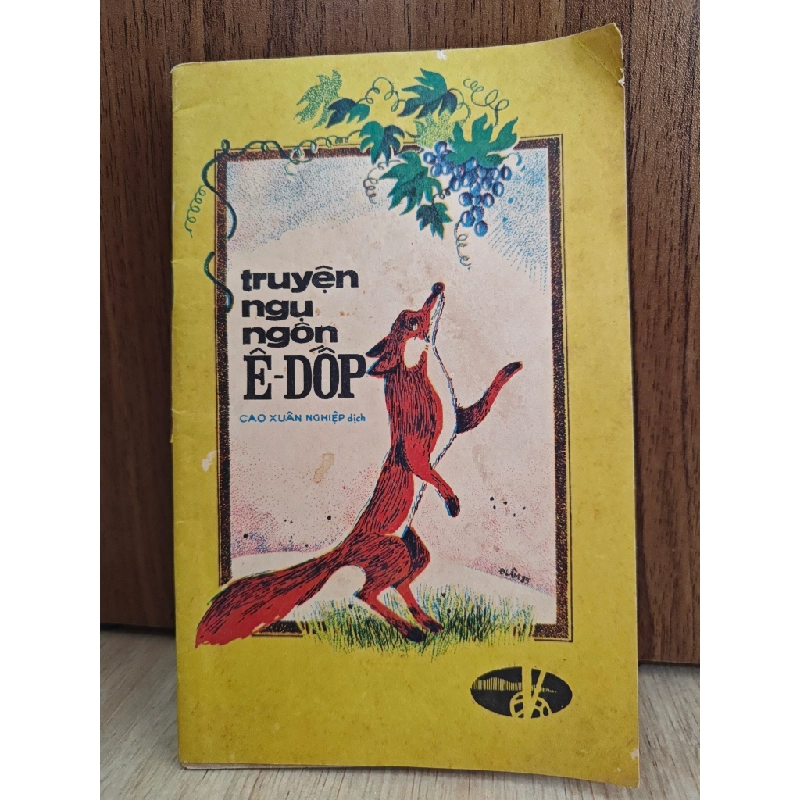 truyện
ngụ
ngôn
Ê-DỐP
CAO XUÂN NGHIỆP dịch